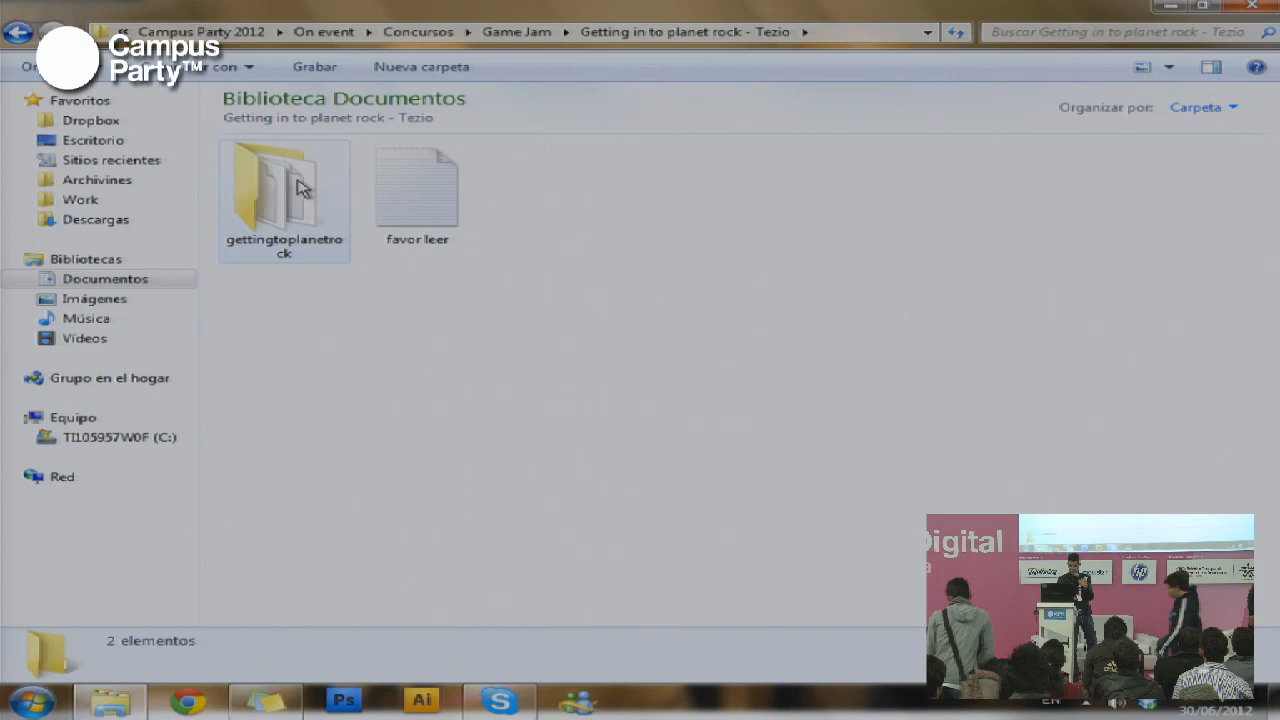 « Campus Party 2012 ▸ On event ▸ Concursos ▸ Game Jam ▸ Getting in to planet rock - Tezio ▸
Buscar Getting in to planet rock - Tezio
Campus
Party™
con
Grabar
Nueva carpeta
Favoritos
Dropbox
Escritorio
Sitios recientes
Archivines
Work
Descargas
Bibliotecas
Documentos
Imágenes
Música
Vídeos
Grupo en el hogar
Equipo
TI105957W0F (C:)
Red
Biblioteca Documentos
Getting in to planet rock - Tezio
Organizar por:
Carpeta
gettingtoplanetro
ck
favor leer
2 elementos
Digital
a
hp
Ps
Ai
S
EN
30/06/2012